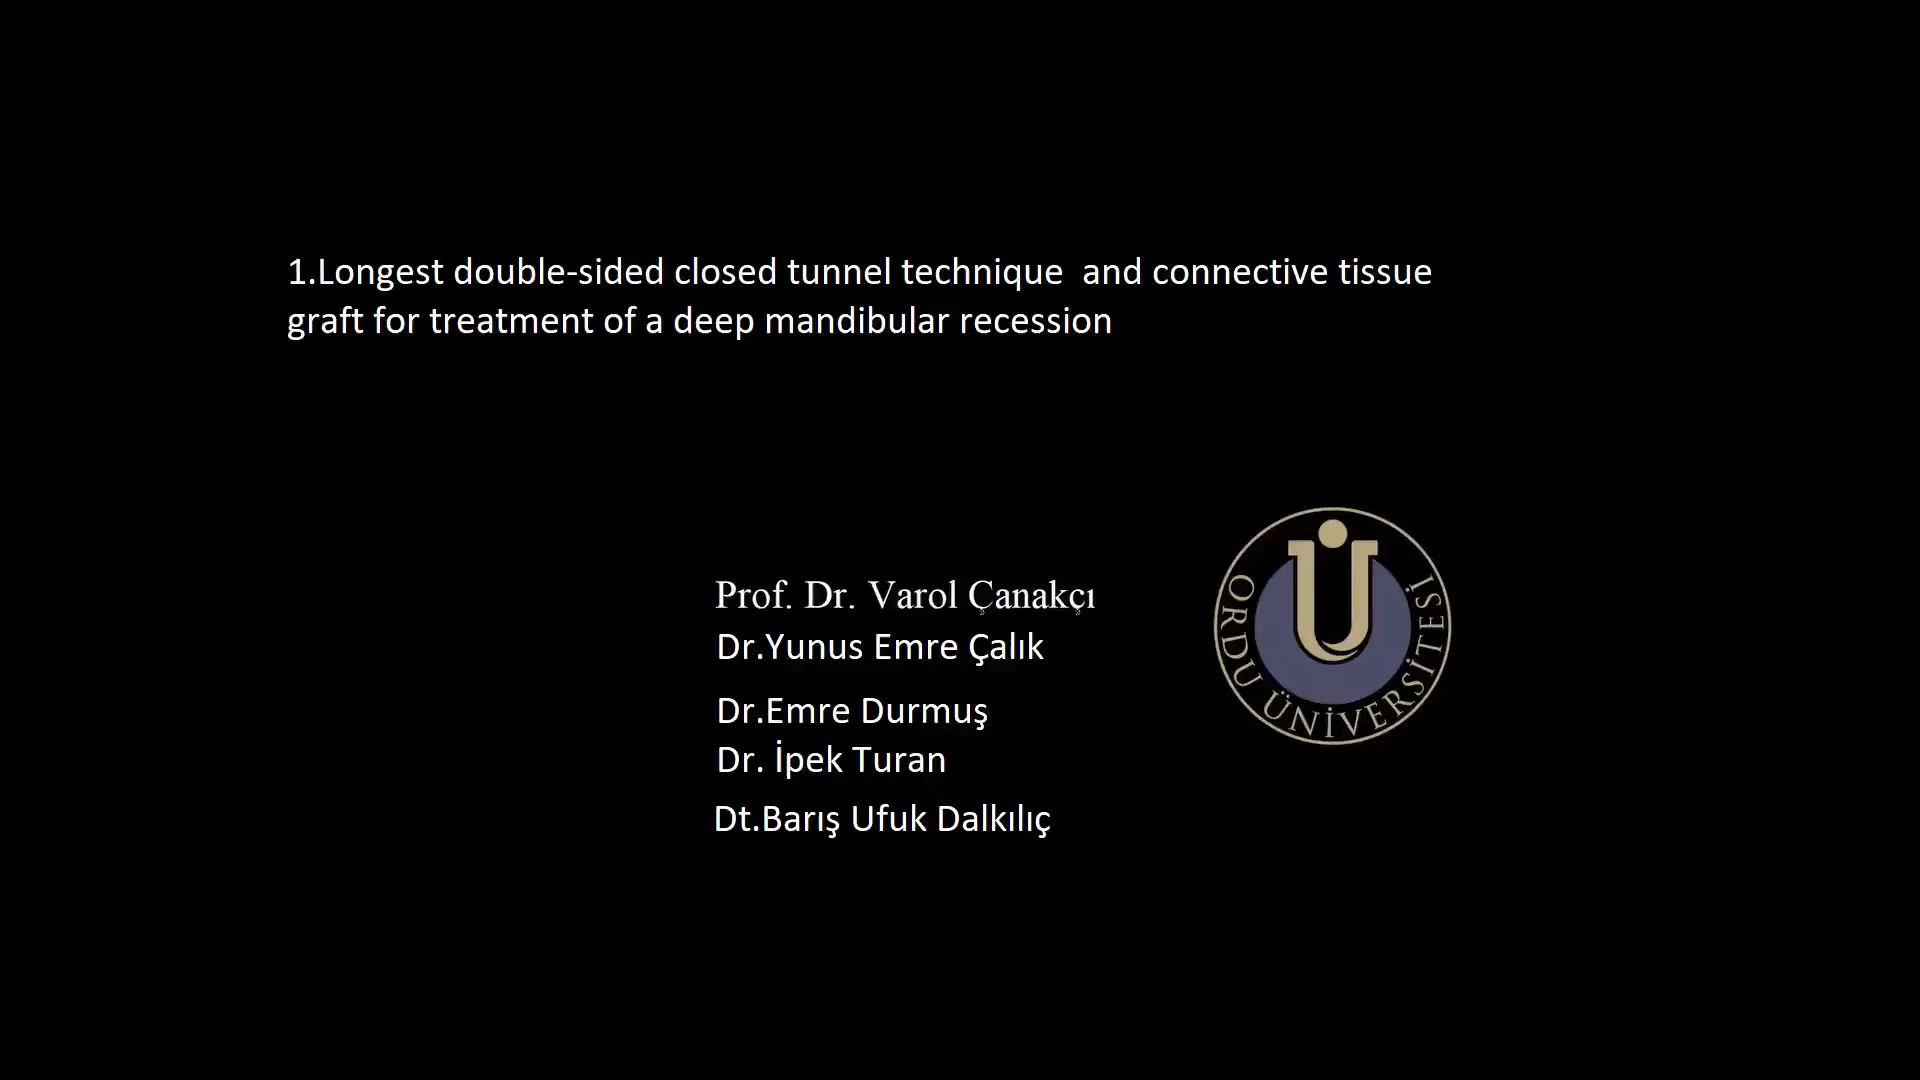 1.Longest double-sided closed tunnel technique  and connective tissue
graft for treatment of a deep mandibular recession
Prof. Dr. Varol Çanakçı
Dr.Yunus Emre Çalık
Dr.Emre Durmuş
Dr. İpek Turan
Dt.Barış Ufuk Dalkılıç
ORDU ÜNİVERSİTESİ